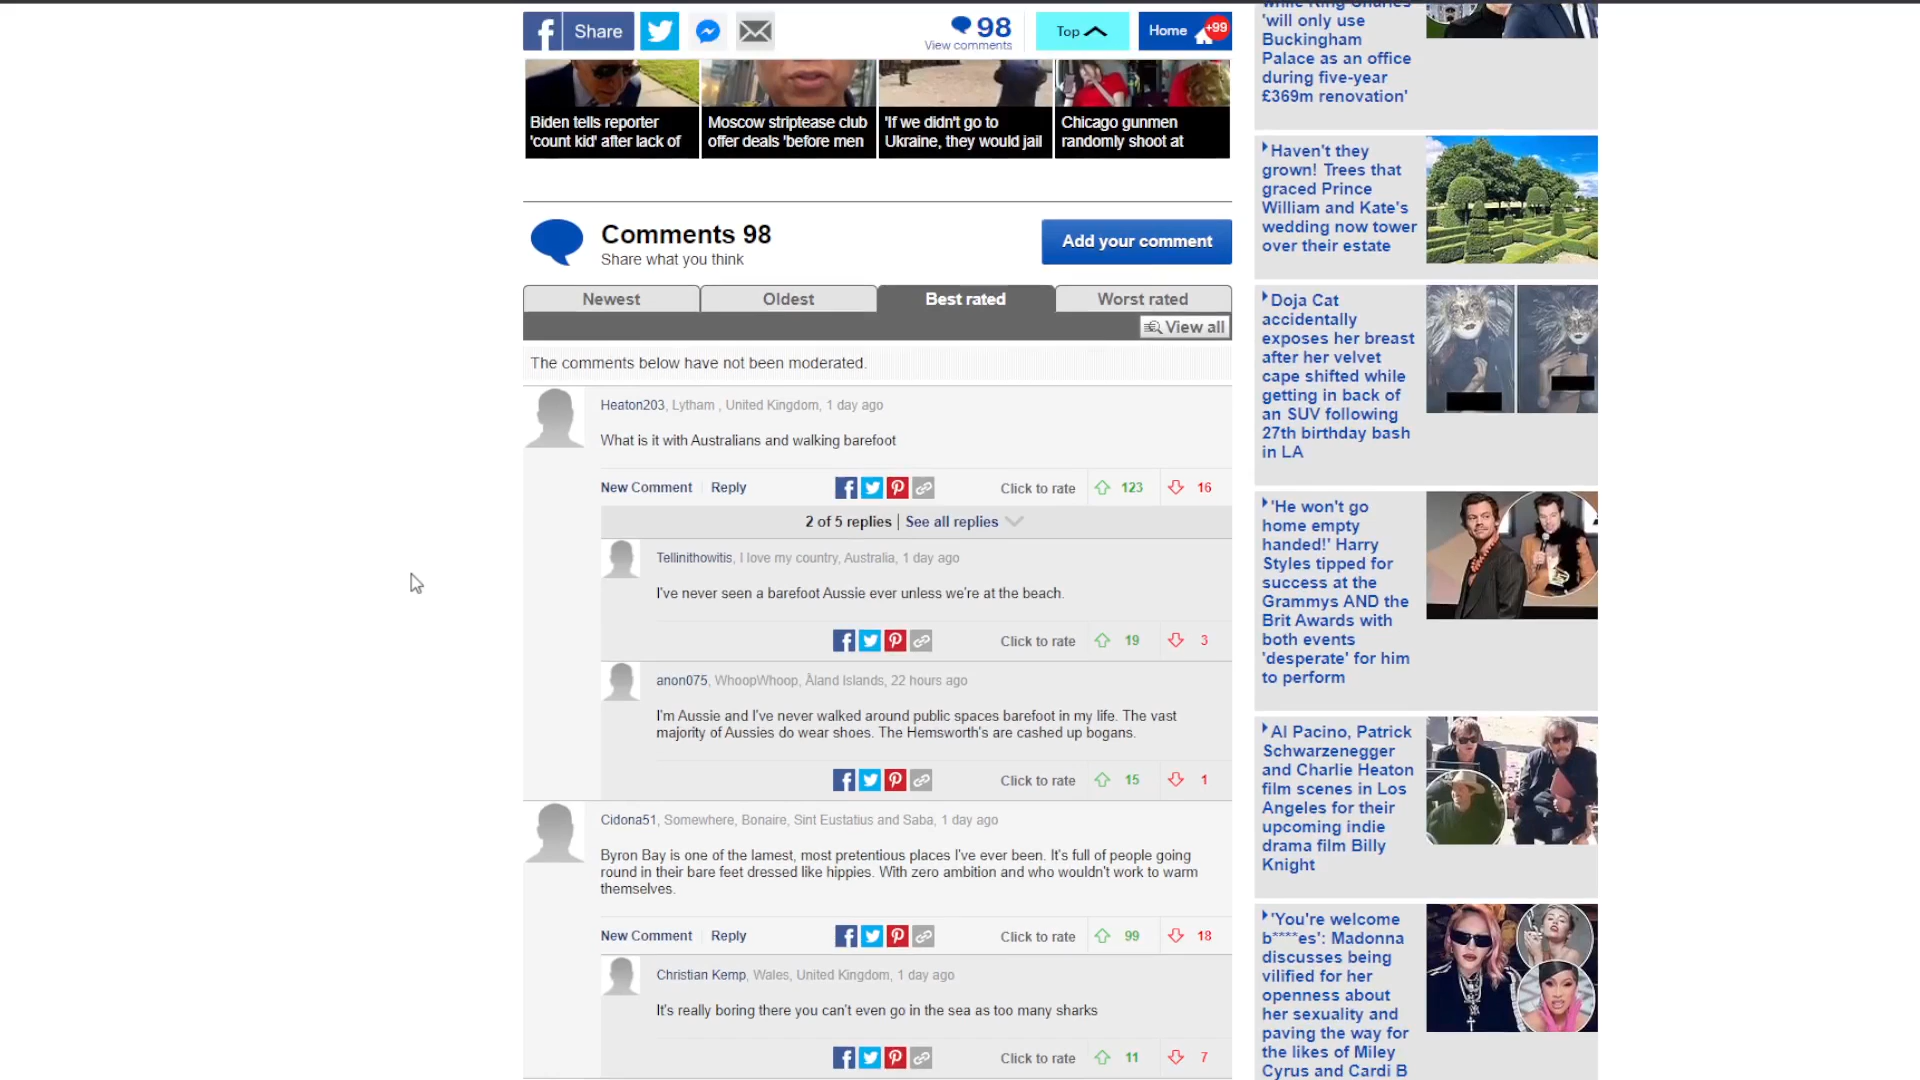 Share
98
View comments
Top
Home
+99
Biden tells reporter
'count kid' after lack of
Moscow striptease club
offer deals 'before men
'If we didn't go to
Ukraine, they would jail
Chicago gunmen
randomly shoot at
Comments 98
Share what you think
Add your comment
Newest
Oldest
Best rated
Worst rated
View all
The comments below have not been moderated.
Heaton203, Lytham , United Kingdom, 1 day ago
What is it with Australians and walking barefoot
New Comment
Reply
Click to rate
123
16
2 of 5 replies
See all replies
Tellinithowitis, I love my country, Australia, 1 day ago
I've never seen a barefoot Aussie ever unless we're at the beach.
Click to rate
19
3
anon075, WhoopWhoop, Åland Islands, 22 hours ago
I'm Aussie and I've never walked around public spaces barefoot in my life. The vast
majority of Aussies do wear shoes. The Hemsworth's are cashed up bogans.
Click to rate
15
1
Cidona51, Somewhere, Bonaire, Sint Eustatius and Saba, 1 day ago
Byron Bay is one of the lamest, most pretentious places I've ever been. It's full of people going
round in their bare feet dressed like hippies. With zero ambition and who wouldn't work to warm
themselves.
New Comment
Reply
Click to rate
99
18
Christian Kemp, Wales, United Kingdom, 1 day ago
It's really boring there you can't even go in the sea as too many sharks
Click to rate
11
7
while King Charles
'will only use
Buckingham
Palace as an office
during five-year
£369m renovation'
Haven't they
grown! Trees that
graced Prince
William and Kate's
wedding now tower
over their estate
Doja Cat
accidentally
exposes her breast
after her velvet
cape shifted while
getting in back of
an SUV following
27th birthday bash
in LA
'He won't go
home empty
handed!' Harry
Styles tipped for
success at the
Grammys AND the
Brit Awards with
both events
'desperate' for him
to perform
Al Pacino, Patrick
Schwarzenegger
and Charlie Heaton
film scenes in Los
Angeles for their
upcoming indie
drama film Billy
Knight
'You're welcome
b****es': Madonna
discusses being
vilified for her
openness about
her sexuality and
paving the way for
the likes of Miley
Cyrus and Cardi B